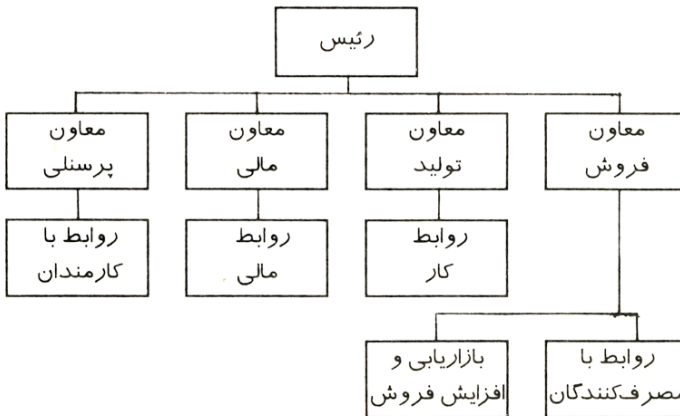 رئیس
معاون
فروش
معاون
تولید
معاون
مالی
معاون
پرسنلی
روابط
کار
روابط
مالی
روابط با
کارمندان
روابط با
مصرف‌کنندگان
بازاریابی و
افزایش فروش